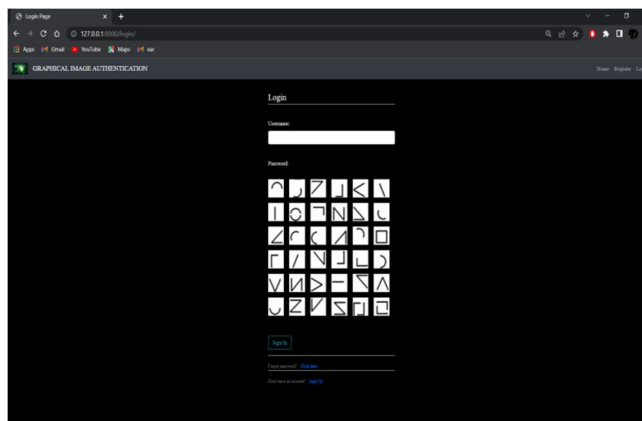 Login Page
127.0.0.1:8000/login/
Apps Gmail YouTube Maps ear
GRAPHICAL IMAGE AUTHENTICATION
Home Register
Login
Username:
Password:
Sign In
Forgot password? Click here
Don't have an account? Sign Up